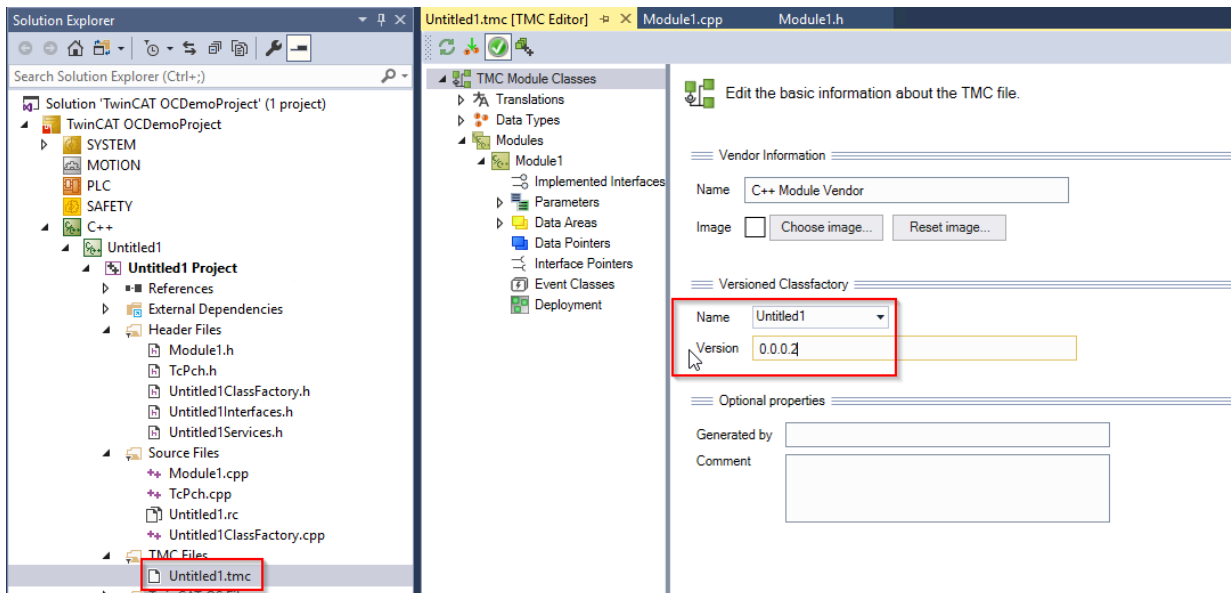 Solution Explorer
Search Solution Explorer (Ctrl+;)
Solution 'TwinCAT OCDemoProject' (1 project)
TwinCAT OCDemoProject
SYSTEM
MOTION
PLC
SAFETY
C++
Untitled1
Untitled1 Project
References
External Dependencies
Header Files
Module1.h
TcPch.h
Untitled1ClassFactory.h
Untitled1Interfaces.h
Untitled1Services.h
Source Files
Module1.cpp
TcPch.cpp
Untitled1.rc
Untitled1ClassFactory.cpp
TMC Files
Untitled1.tmc
Untitled1.tmc [TMC Editor]
Module1.cpp
Module1.h
TMC Module Classes
Translations
Data Types
Modules
Module1
Implemented Interfaces
Parameters
Data Areas
Data Pointers
Interface Pointers
Event Classes
Deployment
Edit the basic information about the TMC file.
Vendor Information
Name C++ Module Vendor
Image Choose image... Reset image...
Versioned Classfactory
Name Untitled1
Version 0.0.0.2
Optional properties
Generated by
Comment